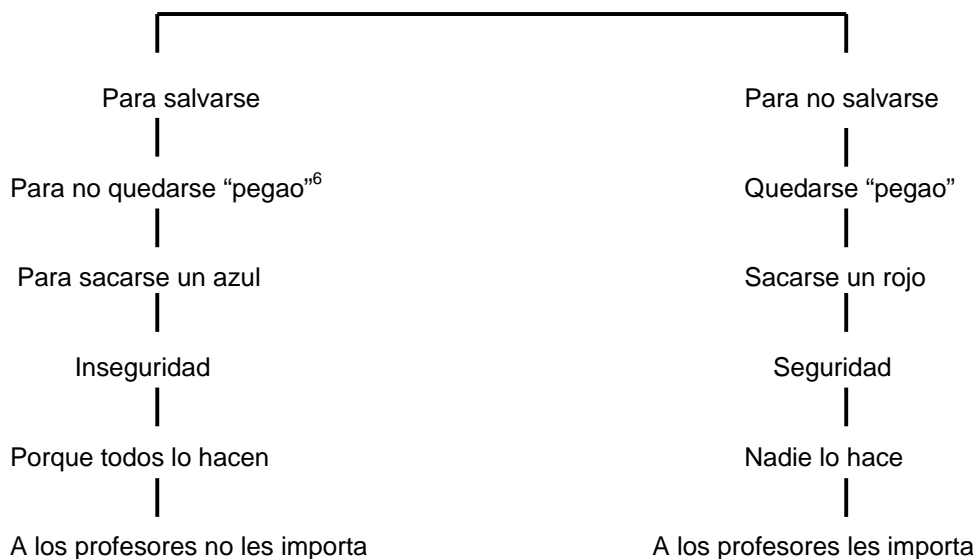 Para salvarse
Para no salvarse
Para no quedarse “pegao”6
Quedarse “pegao”
Para sacarse un azul
Sacarse un rojo
Inseguridad
Seguridad
Porque todos lo hacen
Nadie lo hace
A los profesores no les importa
A los profesores les importa